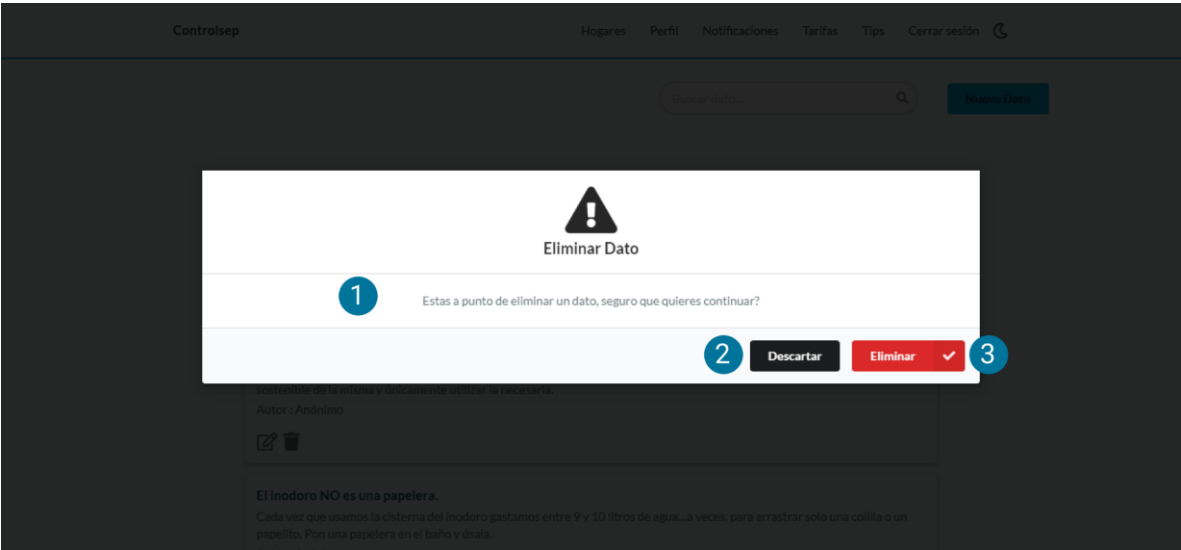 Controlsep
Hogares Perfil Notificaciones Tarifas Tips Cerrar sesión
Buscar dato...
Nuevo Dato
Eliminar Dato
1
Estas a punto de eliminar un dato, seguro que quieres continuar?
2
Descartar
Eliminar
3
sostenible de la misma y únicamente utilizar la necesaria.
Autor : Anónimo
El inodoro NO es una papelera.
Cada vez que usamos la cisterna del inodoro gastamos entre 9 y 10 litros de agua...a veces, para arrastrar solo una colilla o un
papelito. Pon una papelera en el baño y úsala.